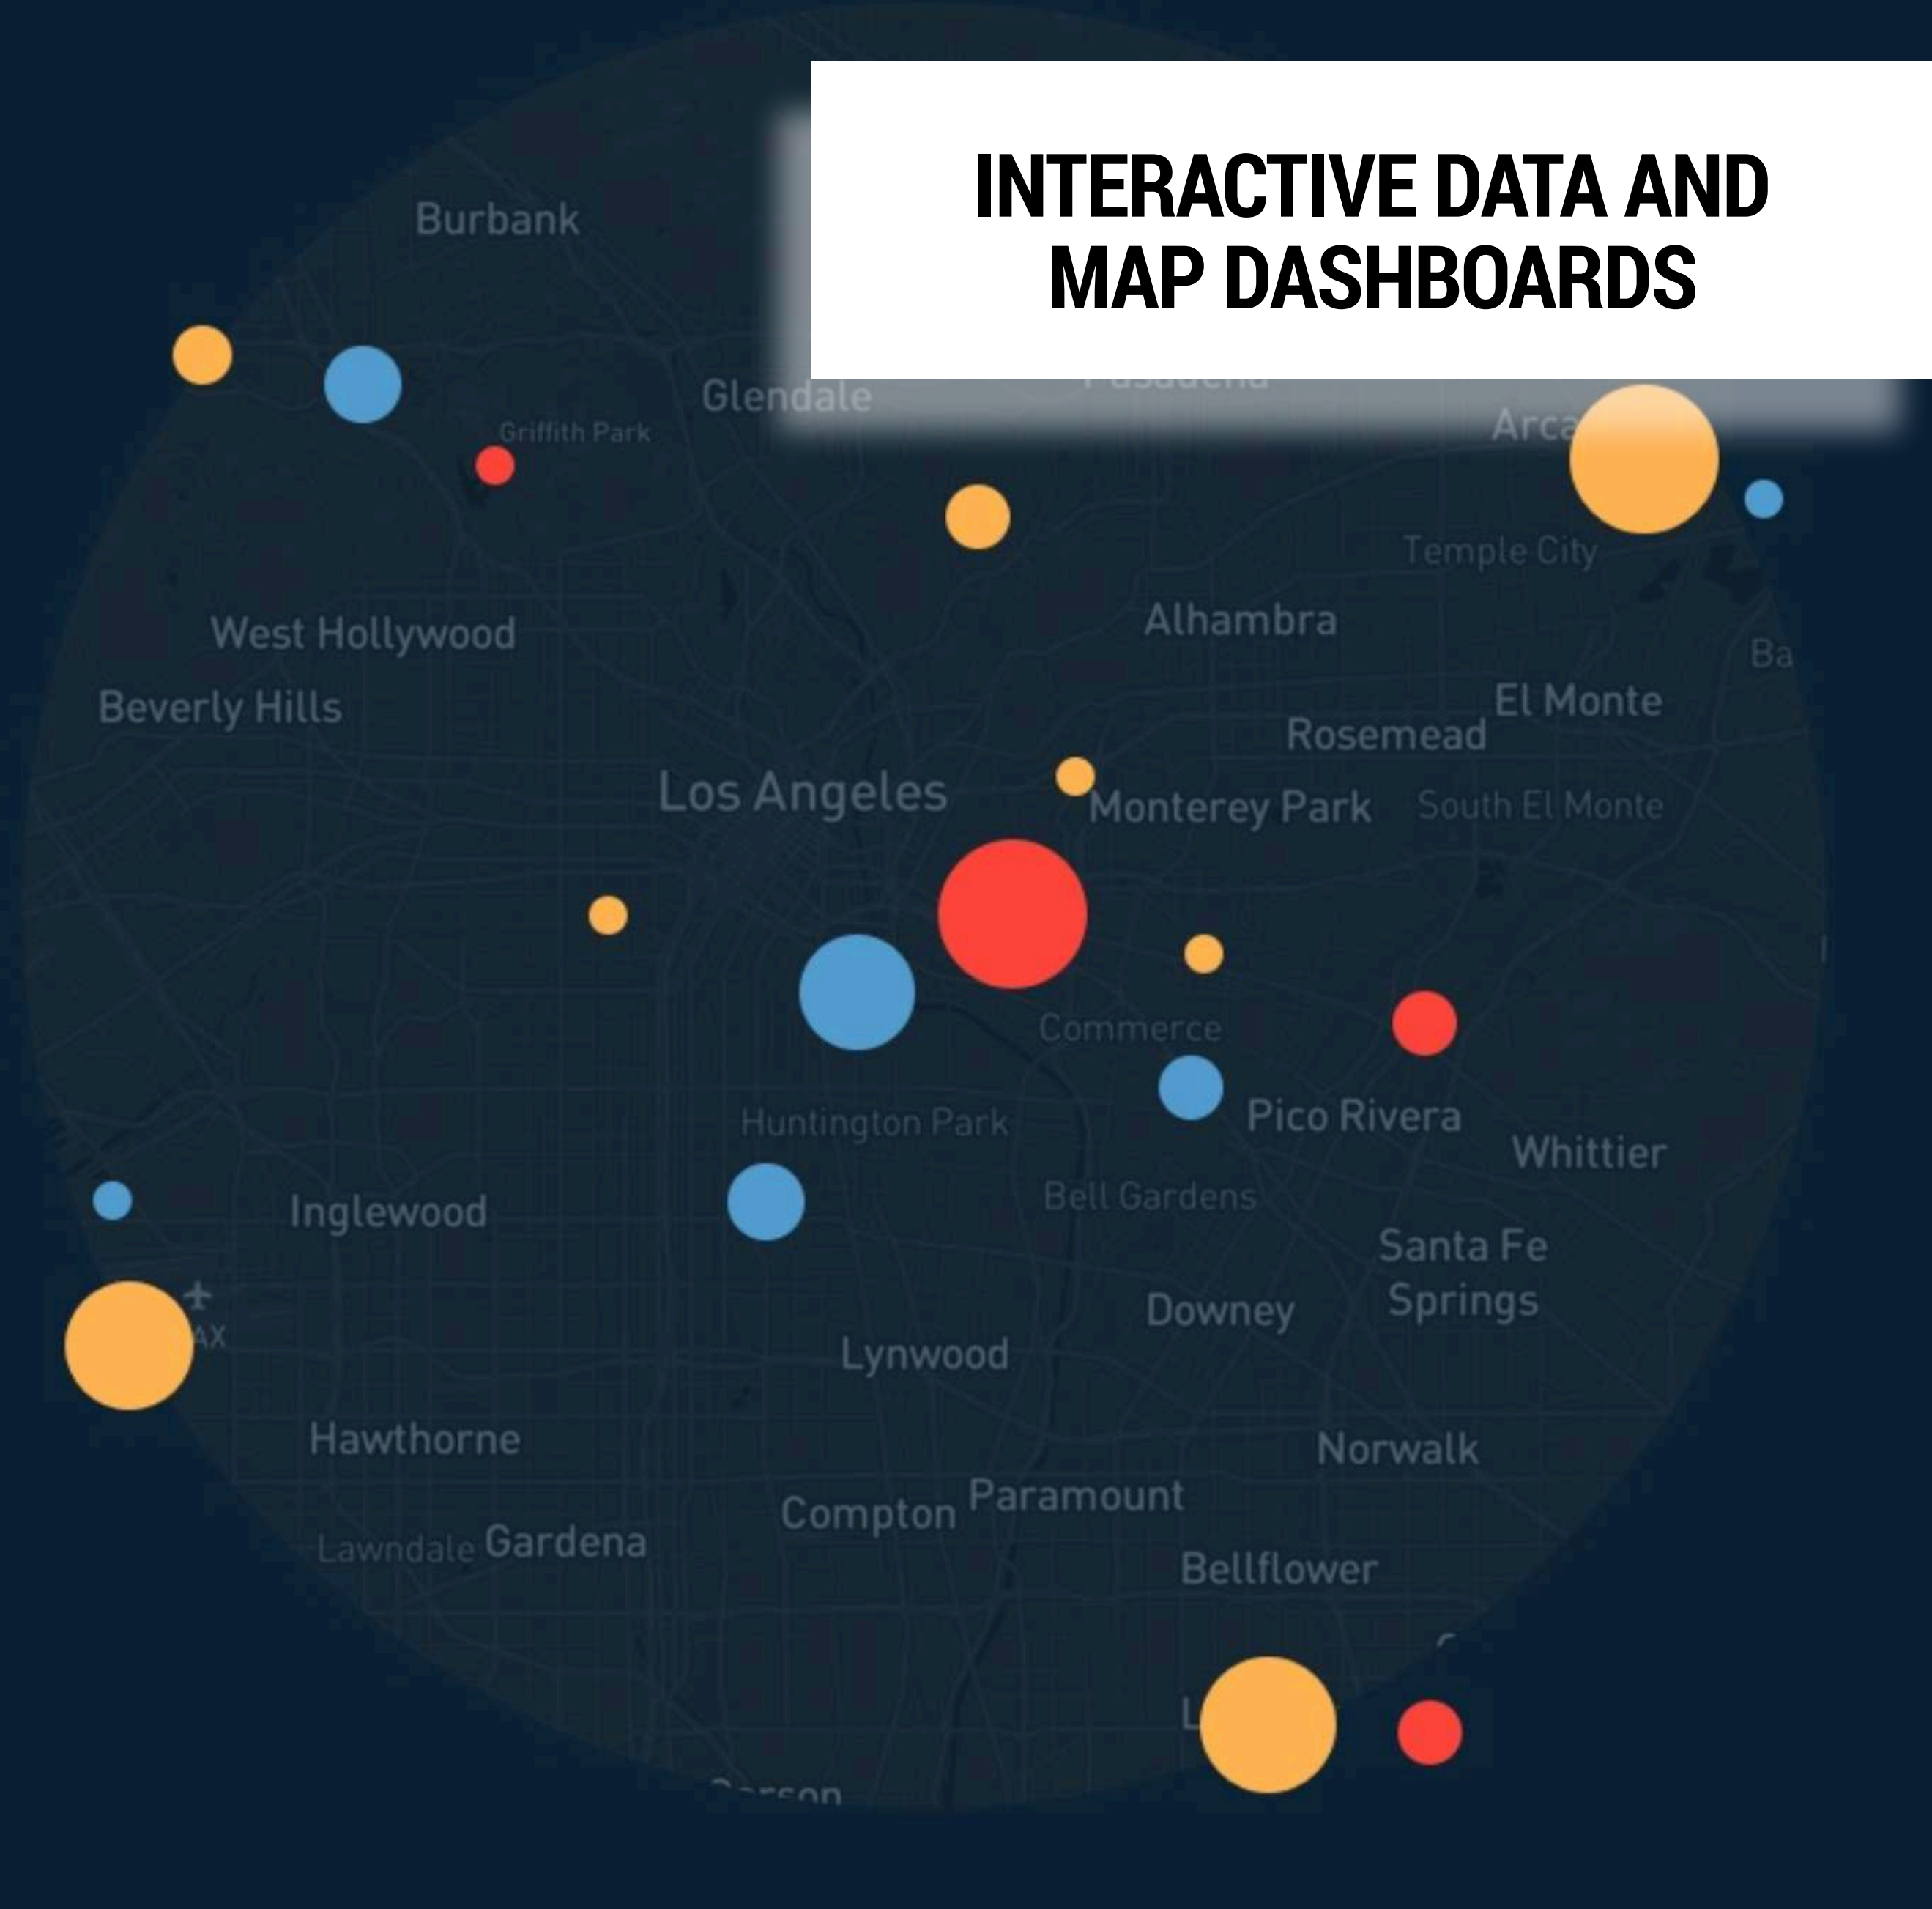 INTERACTIVE DATA AND
MAP DASHBOARDS
Burbank
Glendale
Griffith Park
Temple City
West Hollywood
Alhambra
Beverly Hills
El Monte
Rosemead
Los Angeles
Monterey Park
South El Monte
Commerce
Huntington Park
Pico Rivera
Whittier
Inglewood
Bell Gardens
Santa Fe
Springs
Downey
Lynwood
Hawthorne
Norwalk
Compton
Paramount
Lawndale
Gardena
Bellflower